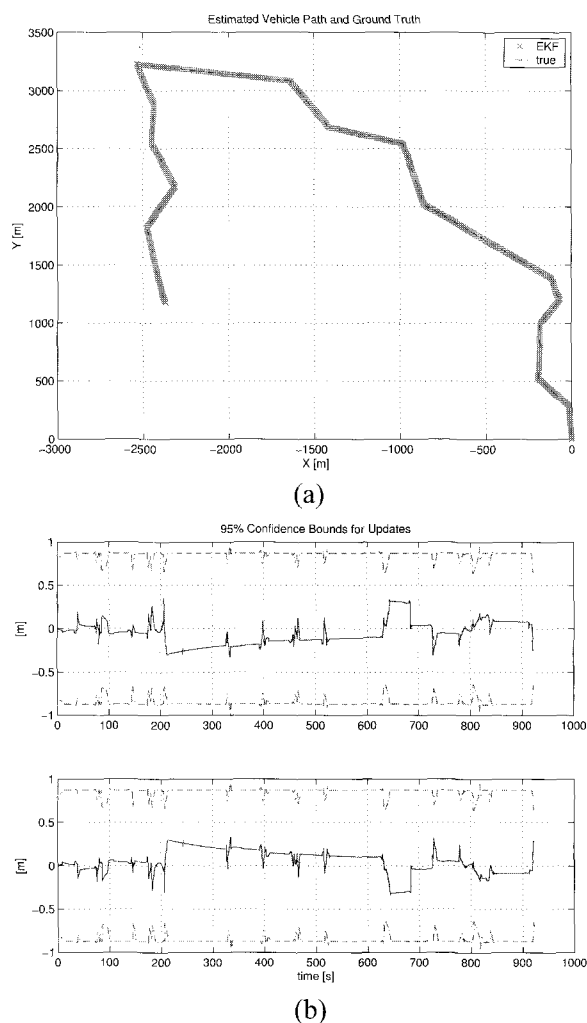 Estimated Vehicle Path and Ground Truth
3500
EKF
true
3000
2500
2000
Y [m]
1500
1000
500
0
−3000 −2500 −2000 −1500 −1000 −500 0
X [m]
(a)
95% Confidence Bounds for Updates
1
0.5
[m]
0
−0.5
−1
0 100 200 300 400 500 600 700 800 900 1000
1
0.5
[m]
0
−0.5
−1
0 100 200 300 400 500 600 700 800 900 1000
time [s]
(b)